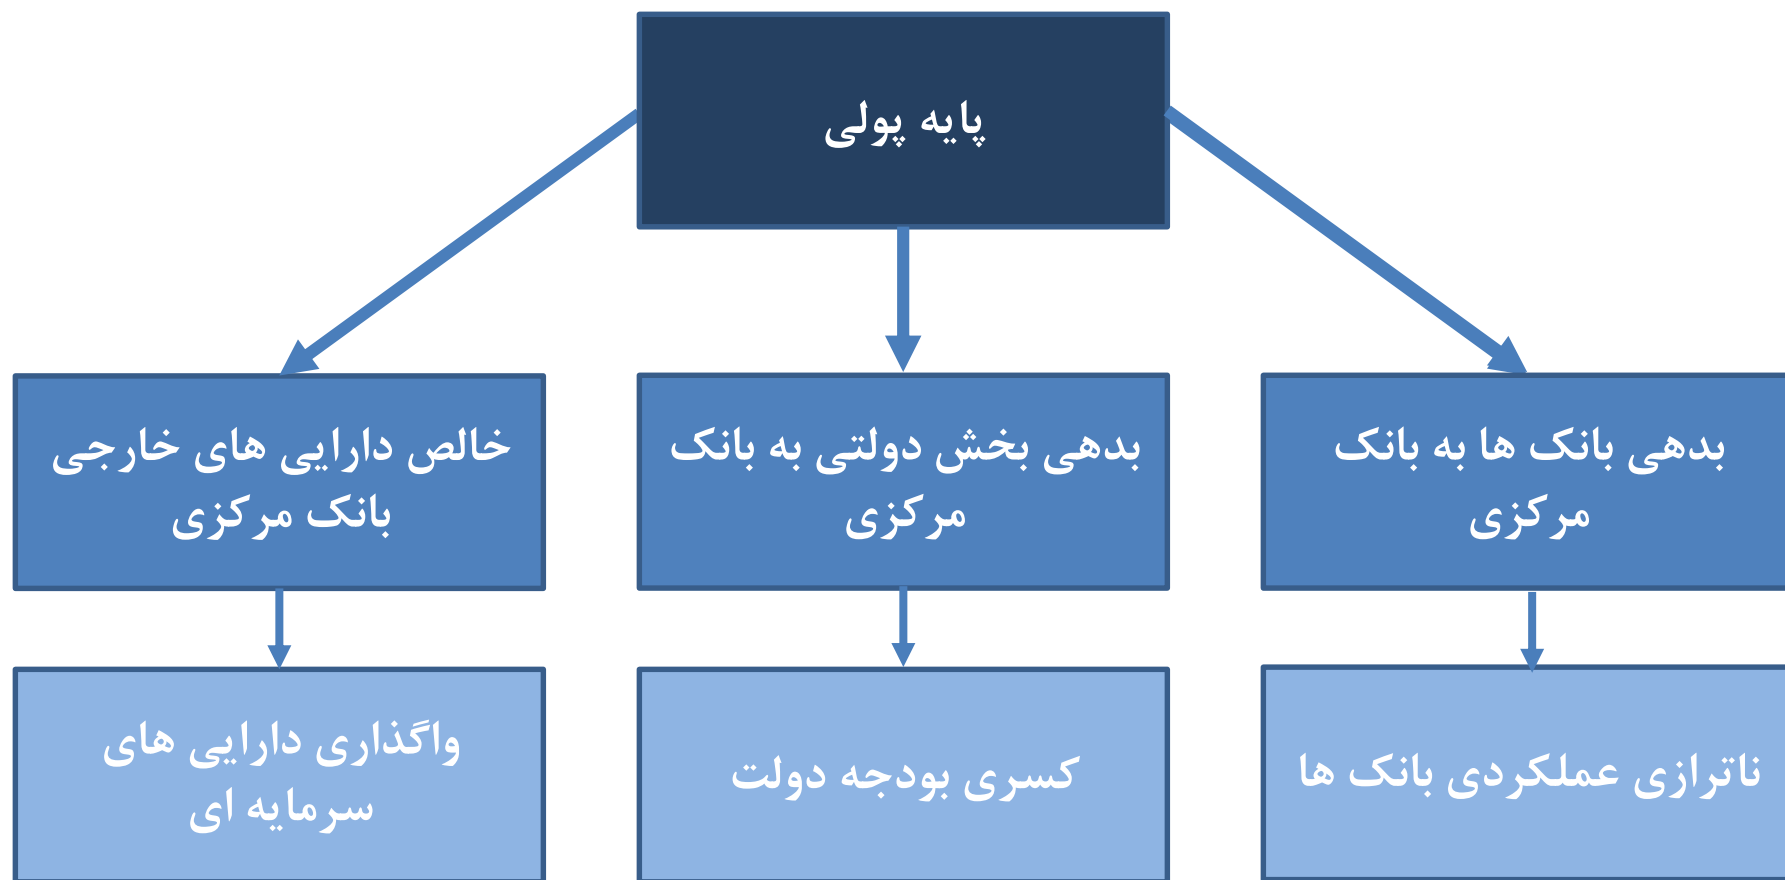 پایه پولی
بدهی بانک ها به بانک
مرکزی
بدهی بخش دولتی به بانک
مرکزی
خالص دارایی های خارجی
بانک مرکزی
ناترازی عملکردی بانک ها
کسری بودجه دولت
واگذاری دارایی های
سرمایه ای